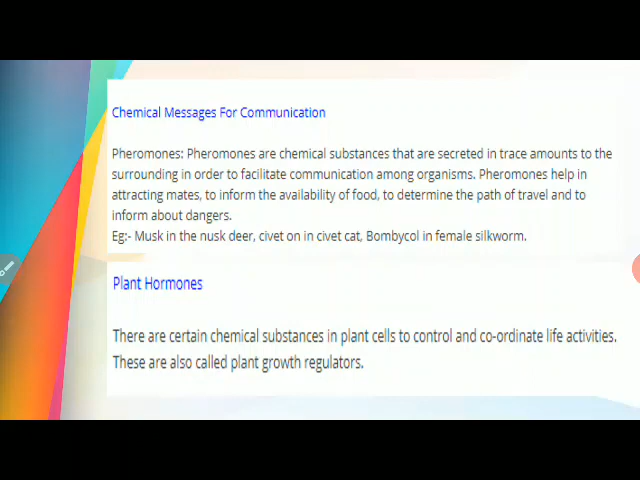 Chemical Messages For Communication
Pheromones: Pheromones are chemical substances that are secreted in trace amounts to the
surrounding in order to facilitate communication among organisms. Pheromones help in
attracting mates, to inform the availability of food, to determine the path of travel and to
inform about dangers.
Eg:- Musk in the nusk deer, civet on in civet cat, Bombycol in female silkworm.
Plant Hormones
There are certain chemical substances in plant cells to control and co-ordinate life activities.
These are also called plant growth regulators.